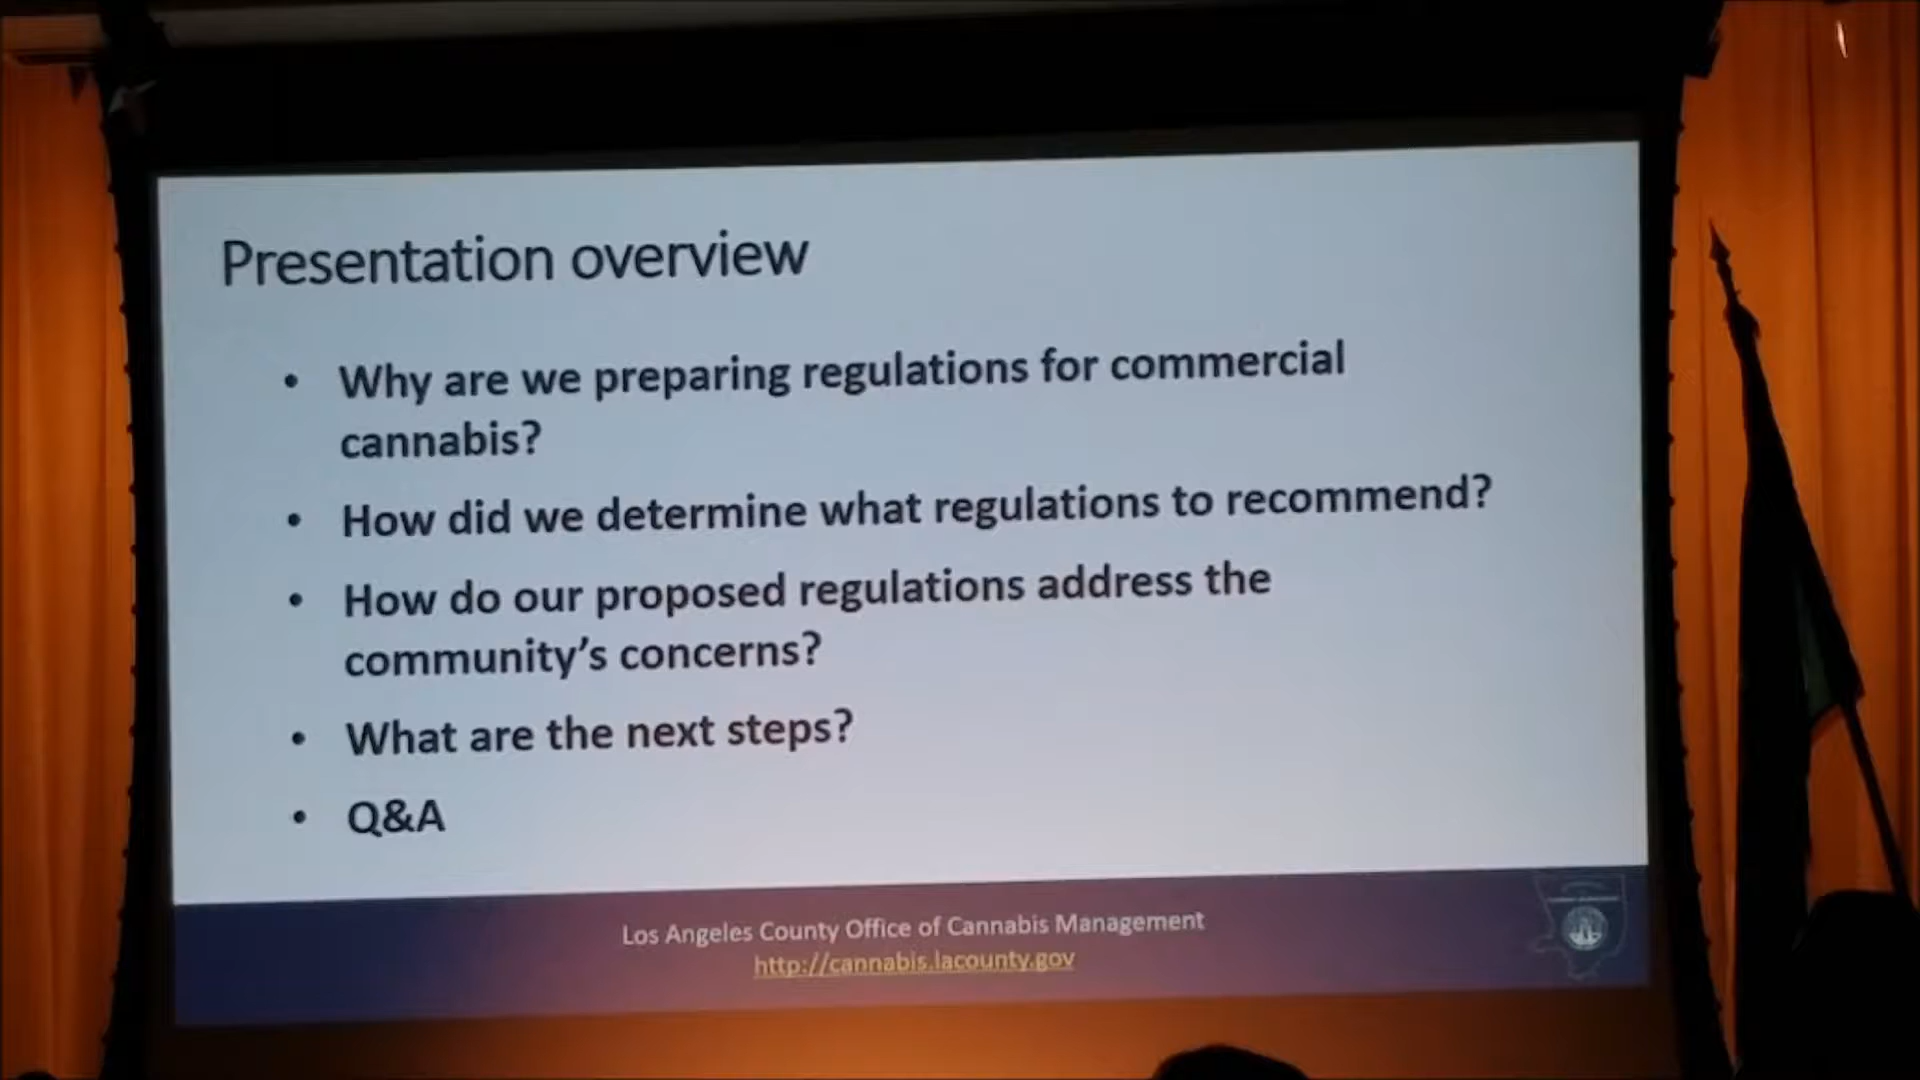 Presentation overview
• Why are we preparing regulations for commercial
cannabis?
• How did we determine what regulations to recommend?
• How do our proposed regulations address the
community’s concerns?
• What are the next steps?
• Q&A
Los Angeles County Office of Cannabis Management
http://cannabis.lacounty.gov